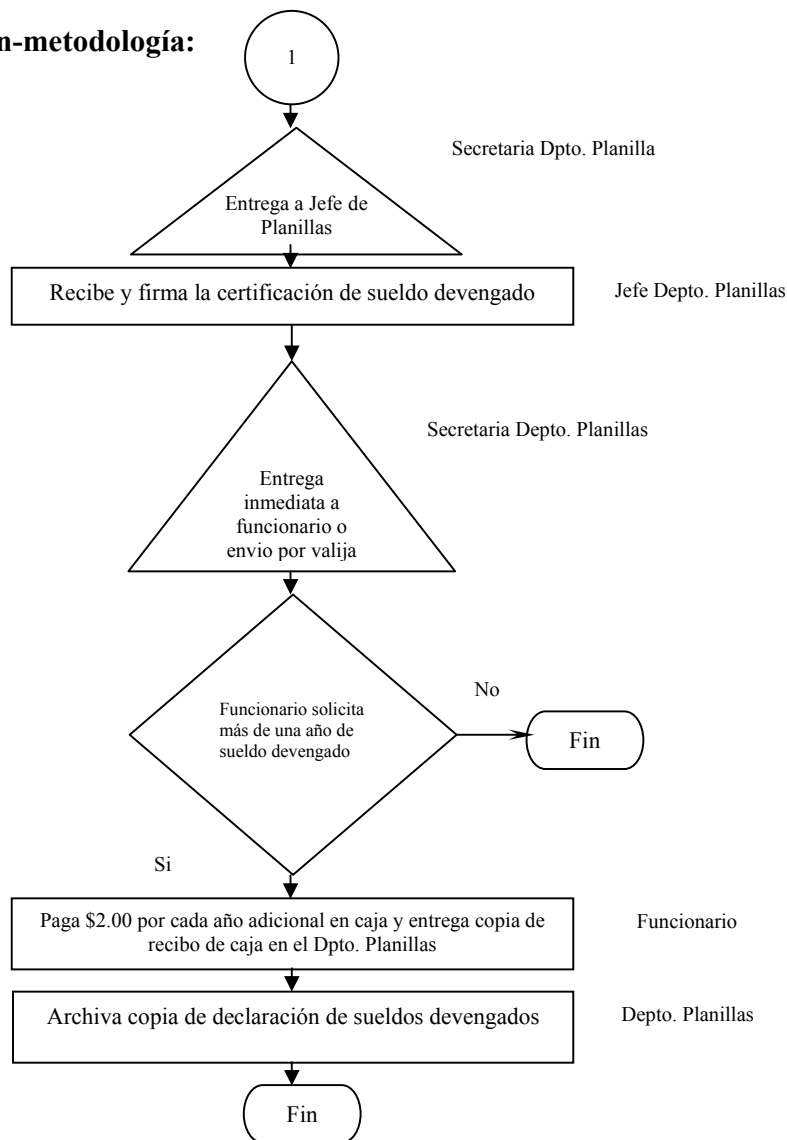 n-metodología:
1
Secretaria Dpto. Planilla
Entrega a Jefe de
Planillas
Recibe y firma la certificación de sueldo devengado
Jefe Depto. Planillas
Secretaria Depto. Planillas
Entrega
inmediata a
funcionario o
envio por valija
Funcionario solicita
más de una año de
sueldo devengado
No
Fin
Si
Paga $2.00 por cada año adicional en caja y entrega copia de
recibo de caja en el Dpto. Planillas
Funcionario
Archiva copia de declaración de sueldos devengados
Depto. Planillas
Fin